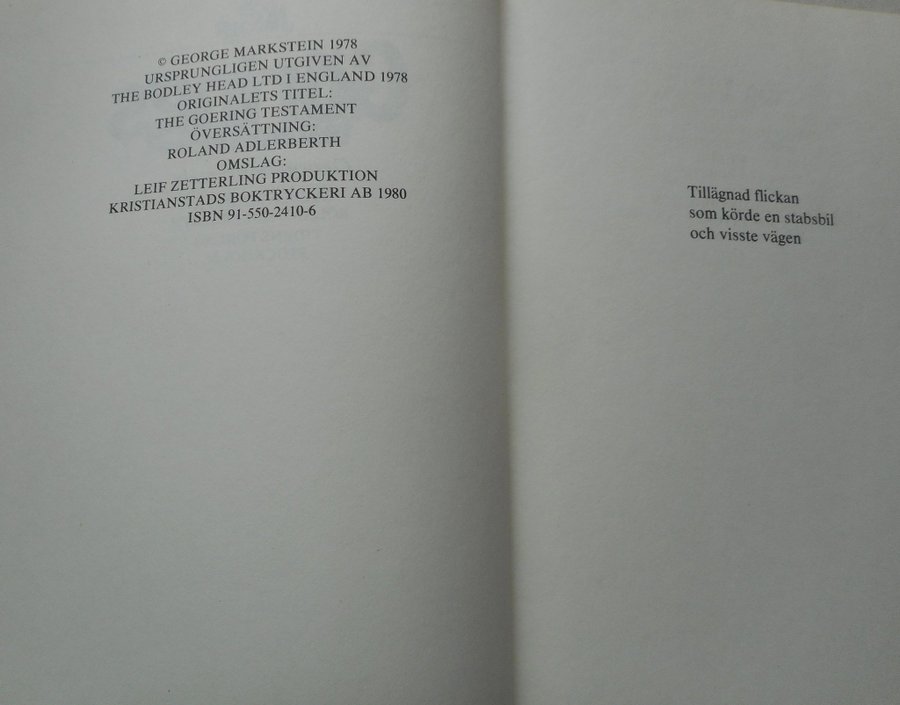 © GEORGE MARKSTEIN 1978
URSPRUNGLIGEN UTGIVEN AV
THE BODLEY HEAD LTD I ENGLAND 1978
ORIGINALETS TITEL:
THE GOERING TESTAMENT
ÖVERSÄTTNING:
ROLAND ADLERBERTH
OMSLAG:
LEIF ZETTERLING PRODUKTION
KRISTIANSTADS BOKTRYCKERI AB 1980
ISBN 91-550-2410-6
Tillägnad flickan
som körde en stabsbil
och visste vägen